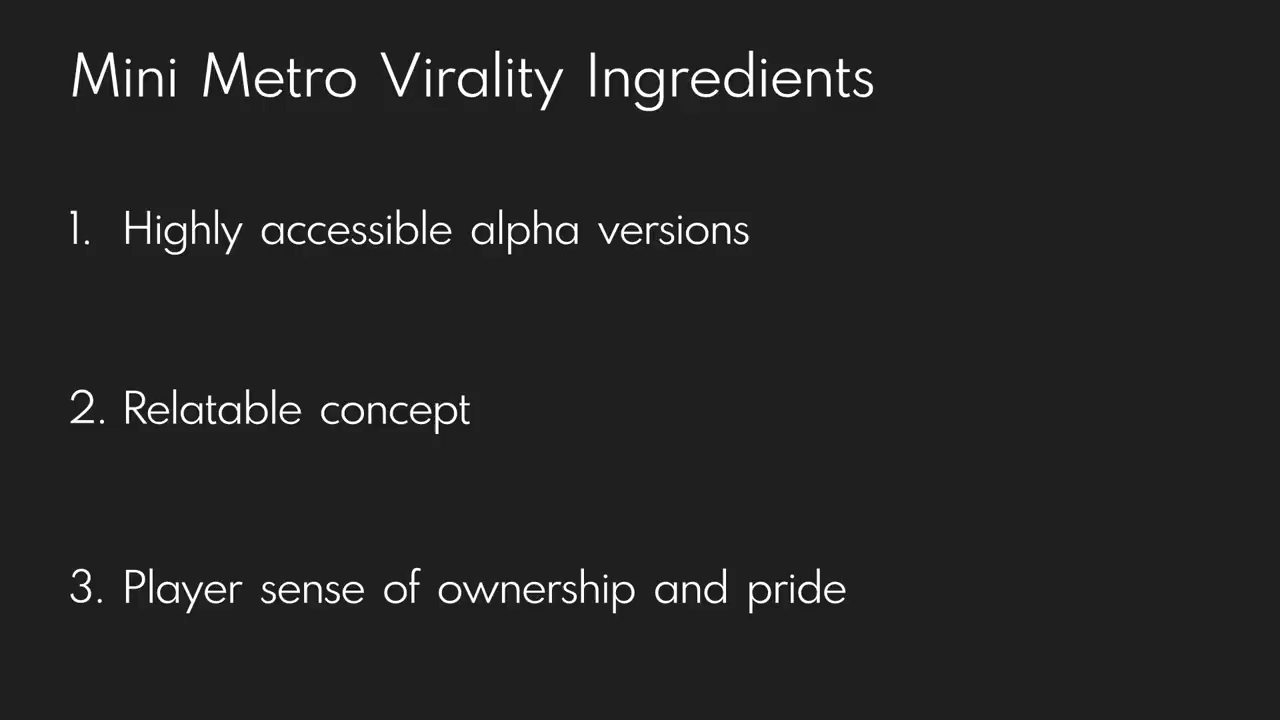 Mini Metro Virality Ingredients
1. Highly accessible alpha versions
2. Relatable concept
3. Player sense of ownership and pride